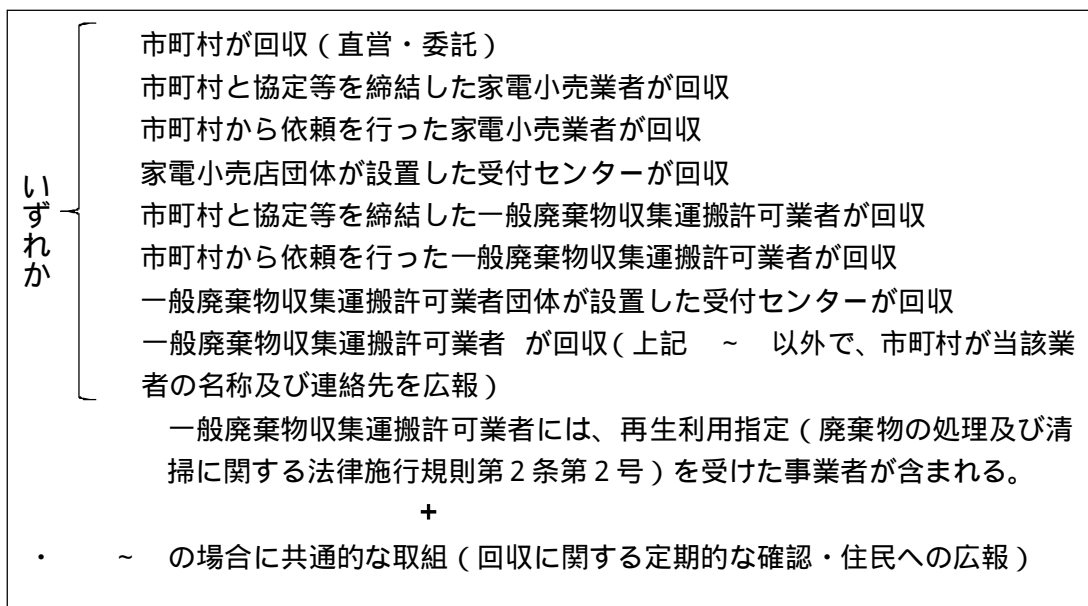 市町村が回収（直営・委託）
市町村と協定等を締結した家電小売業者が回収
市町村から依頼を行った家電小売業者が回収
家電小売店団体が設置した受付センターが回収
いずれか
市町村と協定等を締結した一般廃棄物収集運搬許可業者が回収
市町村から依頼を行った一般廃棄物収集運搬許可業者が回収
一般廃棄物収集運搬許可業者団体が設置した受付センターが回収
一般廃棄物収集運搬許可業者 が回収（上記 ~ 以外で、市町村が当該業
者の名称及び連絡先を広報）
一般廃棄物収集運搬許可業者には、再生利用指定（廃棄物の処理及び清
掃に関する法律施行規則第２条第２号）を受けた事業者が含まれる。
+
・ ~ の場合に共通的な取組（回収に関する定期的な確認・住民への広報）